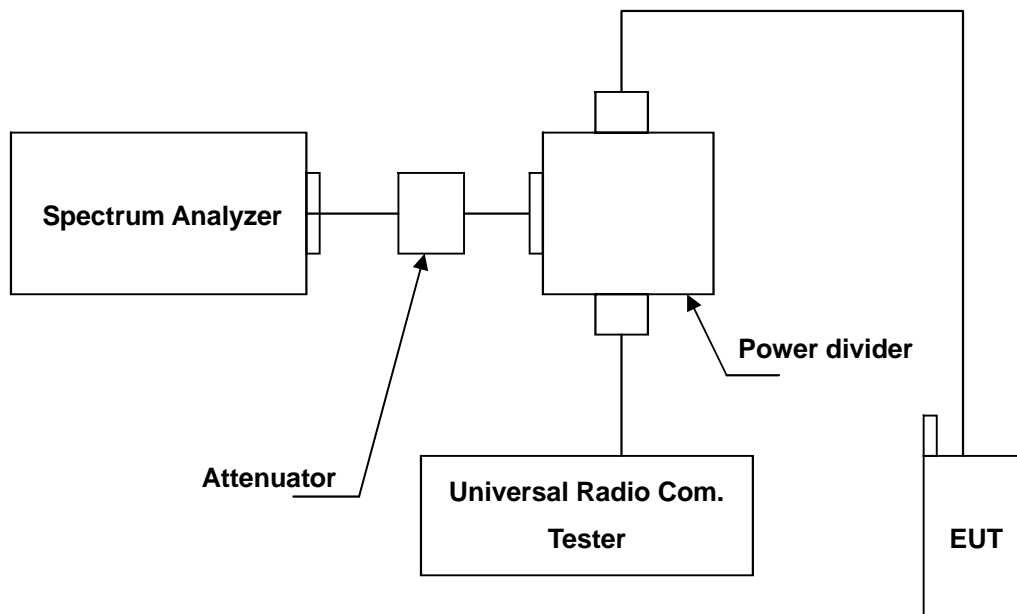 Spectrum Analyzer
Power divider
Attenuator
Universal Radio Com.
Tester
EUT